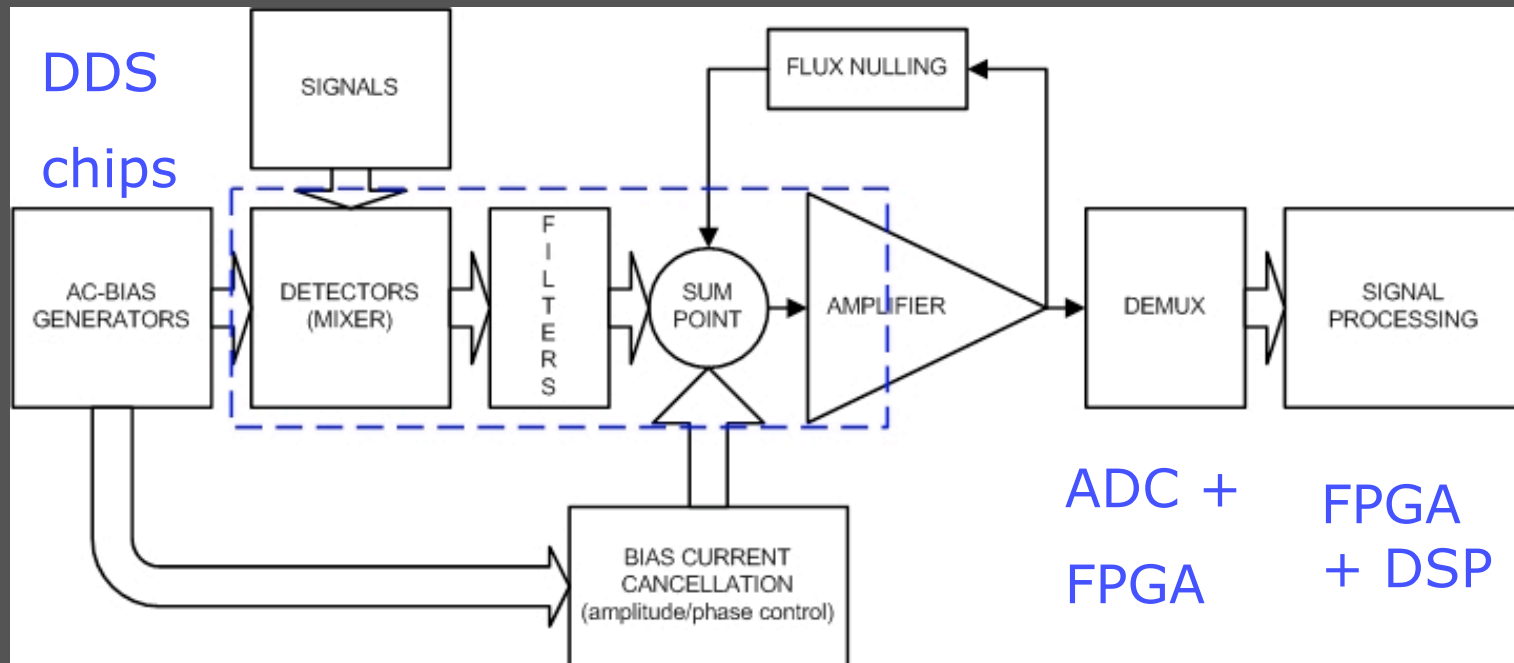 DDS
chips
SIGNALS
FLUX NULLING
AC-BIAS
GENERATORS
DETECTORS
(MIXER)
F
I
L
T
E
R
S
SUM
POINT
AMPLIFIER
DEMUX
SIGNAL
PROCESSING
BIAS CURRENT
CANCELLATION
(amplitude/phase control)
ADC +
FPGA
FPGA
+ DSP